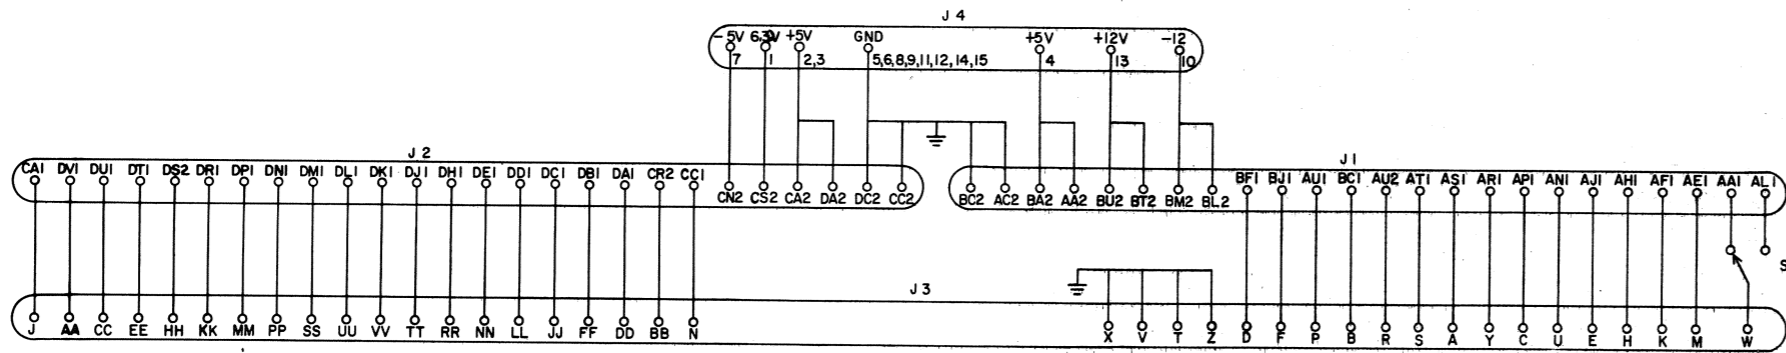 J 4
-5V 6.3V +5V GND +5V +12V -12
7 1 2,3 5,6,8,9,11,12,14,15 4 13 10
J 2
J 1
CA1 DV1 DU1 DT1 DS2 DR1 DP1 DN1 DM1 DL1 DK1 DJ1 DH1 DE1 DD1 DC1 DB1 DA1 CR2 CC1
BF1 BJ1 AU1 BC1 AU2 AT1 AS1 AR1 AP1 AN1 AJ1 AH1 AF1 AE1 AA1 AL1
CN2 CS2 CA2 DA2 DC2 CC2 BC2 AC2 BA2 AA2 BU2 BT2 BM2 BL2
S
J 3
J AA CC EE HH KK MM PP SS UU VV TT RR NN LL JJ FF DD BB N X V T Z D F P B R S A Y C U E H K M W